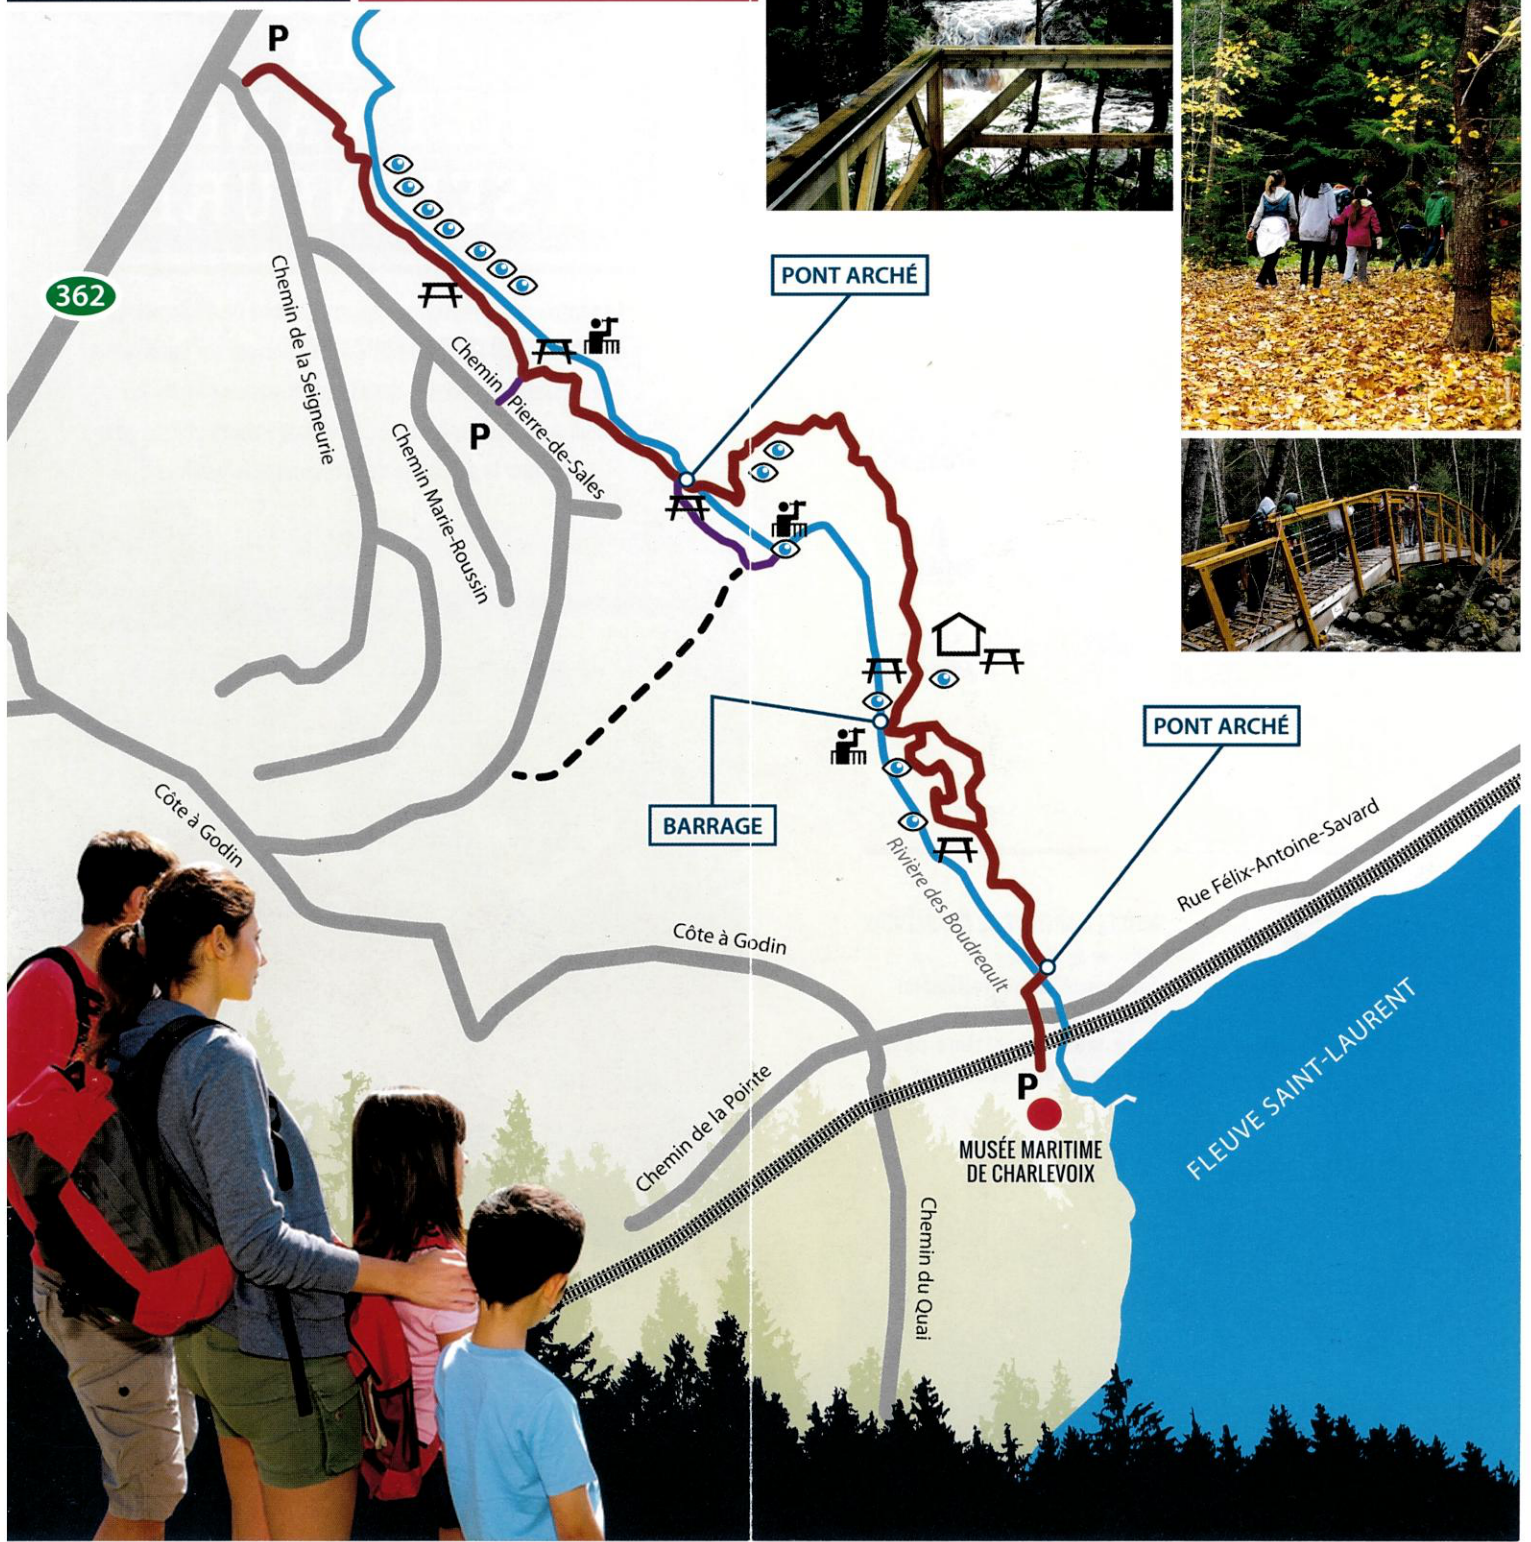 P
362
PONT ARCHÉ
Chemin de la Seigneurie
Chemin Pierre-de-Sales
P
Chemin Marie-Roussin
PONT ARCHÉ
BARRAGE
Côte à Godin
Rue Félix-Antoine-Savard
Rivière des Boudreault
Côte à Godin
FLEUVE SAINT-LAURENT
P
Chemin de la Pointe
MUSÉE MARITIME
DE CHARLEVOIX
Chemin du Quai